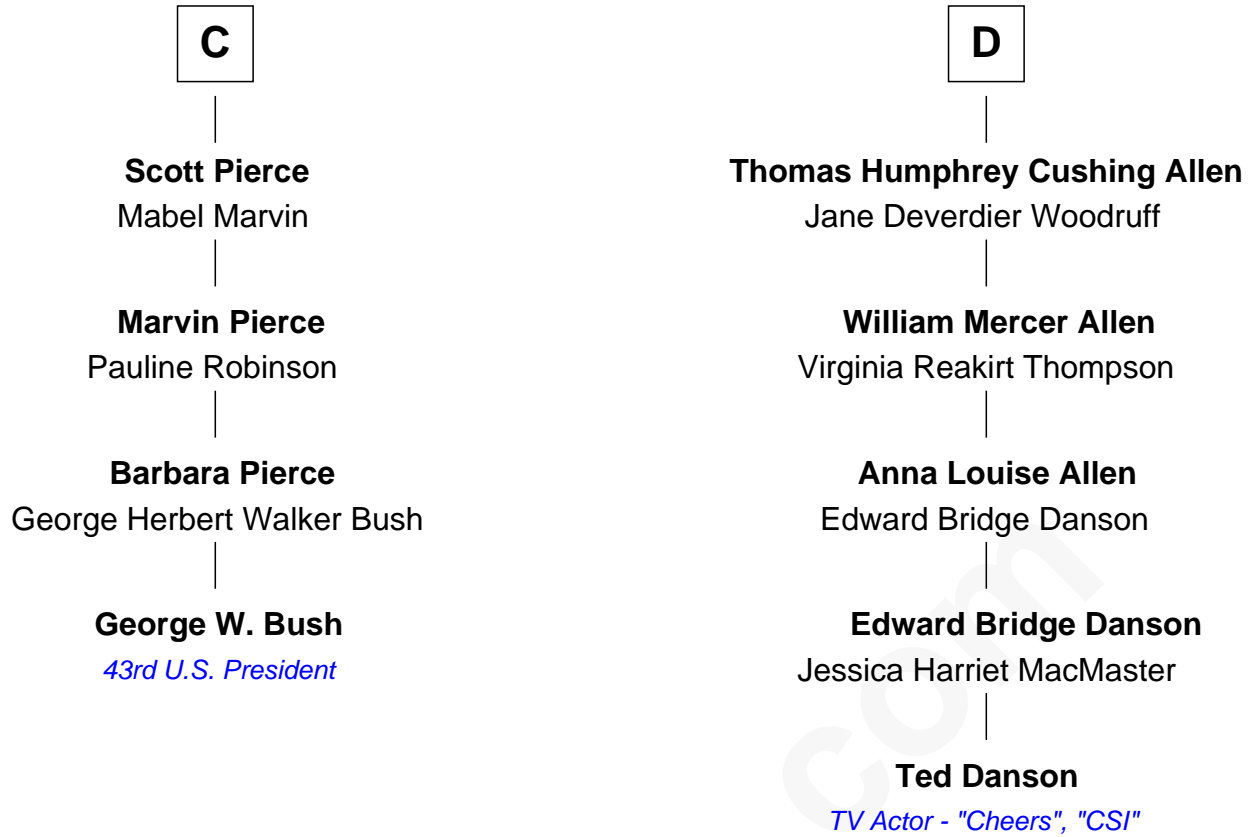 C
Scott Pierce
Mabel Marvin
Marvin Pierce
Pauline Robinson
Barbara Pierce
George Herbert Walker Bush
George W. Bush
43rd U.S. President
D
Thomas Humphrey Cushing Allen
Jane Deverdier Woodruff
William Mercer Allen
Virginia Reakirt Thompson
Anna Louise Allen
Edward Bridge Danson
Edward Bridge Danson
Jessica Harriet MacMaster
Ted Danson
TV Actor - "Cheers", "CSI"
com